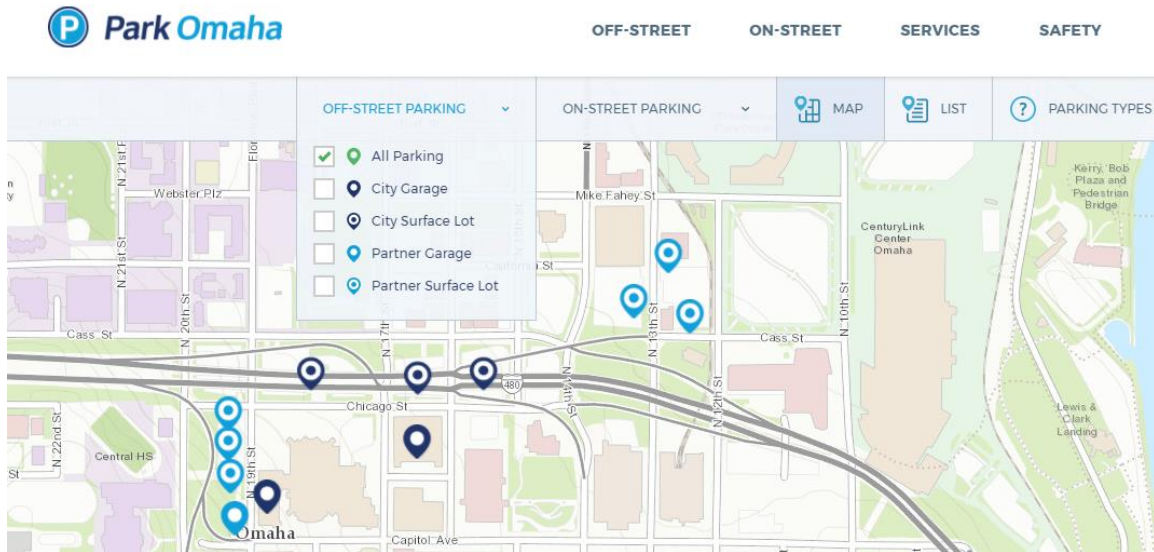 P Park Omaha
OFF-STREET ON-STREET SERVICES SAFETY
OFF-STREET PARKING ON-STREET PARKING MAP LIST ? PARKING TYPES
All Parking
City Garage
City Surface Lot
Partner Garage
Partner Surface Lot
N 21st St
Webster Plz
Mike Fahey St
Kerry, Bob
Plaza and
Pedestrian
Bridge
CenturyLink
Center
Omaha
N 21st St
N 20th St
N 17th St
N 13th St
N 10th St
Cass St
Cass St
480
N 14th St
N 12th St
Chicago St
Lewis &
Clark
Landing
N 22nd St
Central HS
St
N 19th St
Omaha
Capitol Ave